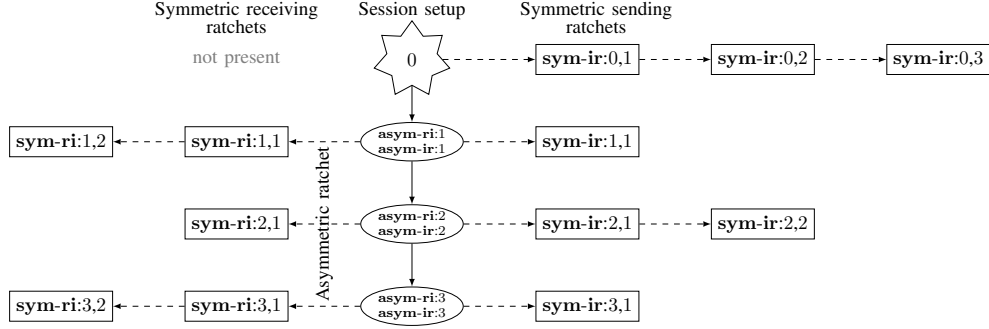 Symmetric receiving
ratchets
Session setup
Symmetric sending
ratchets
not present
0
sym-ir:0,1
sym-ir:0,2
sym-ir:0,3
sym-ri:1,2
sym-ri:1,1
asym-ri:1
asym-ir:1
sym-ir:1,1
Asymmetric ratchet
sym-ri:2,1
asym-ri:2
asym-ir:2
sym-ir:2,1
sym-ir:2,2
sym-ri:3,2
sym-ri:3,1
asym-ri:3
asym-ir:3
sym-ir:3,1